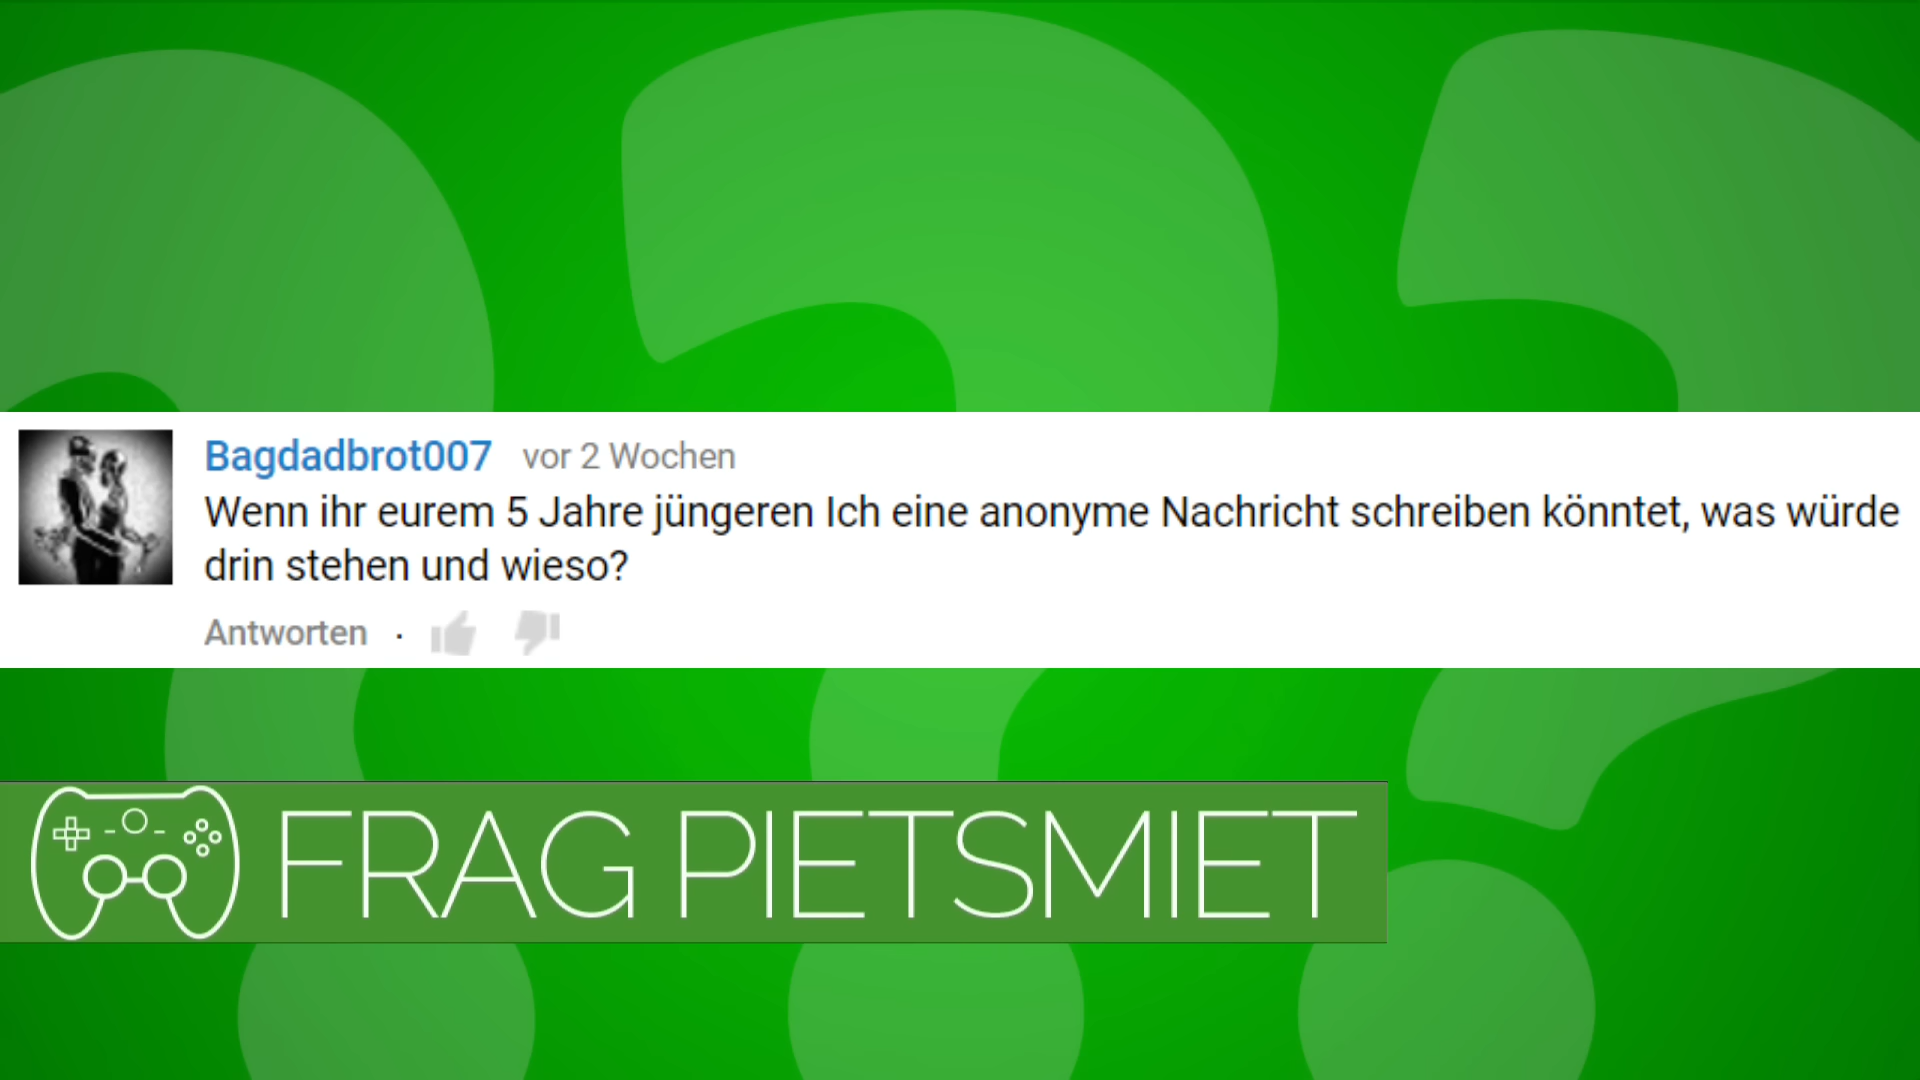 Bagdadbrot007 vor 2 Wochen
Wenn ihr eurem 5 Jahre jüngeren Ich eine anonyme Nachricht schreiben könntet, was würde
drin stehen und wieso?
Antworten ·
FRAG PIETSMIET